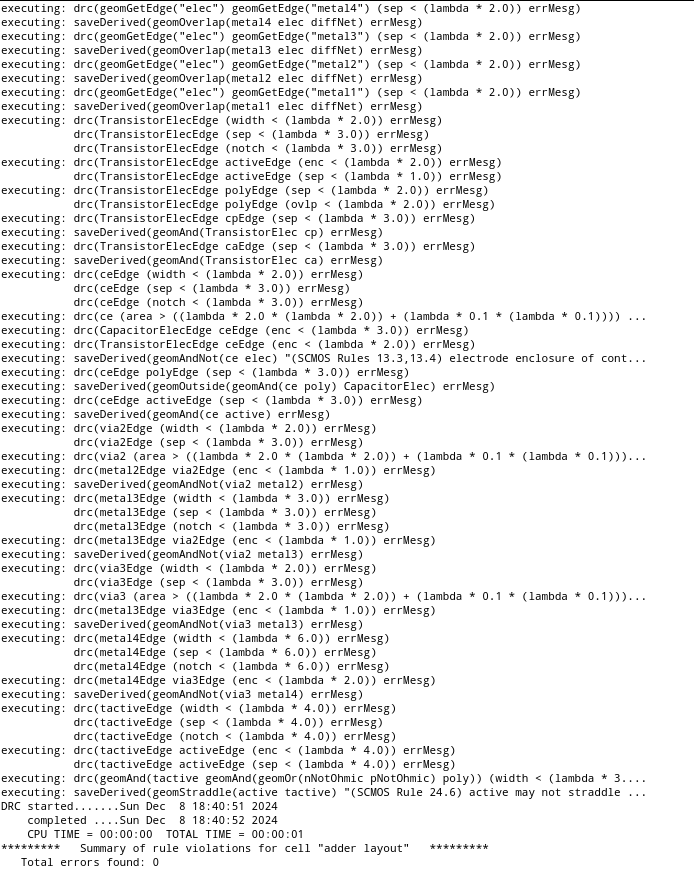 executing: drc(geomGetEdge("elec") geomGetEdge("metal4") (sep < (lambda * 2.0)) errMesg)
executing: saveDerived(geomOverlap(metal4 elec diffNet) errMesg)
executing: drc(geomGetEdge("elec") geomGetEdge("metal3") (sep < (lambda * 2.0)) errMesg)
executing: saveDerived(geomOverlap(metal3 elec diffNet) errMesg)
executing: drc(geomGetEdge("elec") geomGetEdge("metal2") (sep < (lambda * 2.0)) errMesg)
executing: saveDerived(geomOverlap(metal2 elec diffNet) errMesg)
executing: drc(geomGetEdge("elec") geomGetEdge("metal1") (sep < (lambda * 2.0)) errMesg)
executing: saveDerived(geomOverlap(metal1 elec diffNet) errMesg)
executing: drc(TransistorElecEdge (width < (lambda * 2.0)) errMesg)
           drc(TransistorElecEdge (sep < (lambda * 3.0)) errMesg)
           drc(TransistorElecEdge (notch < (lambda * 3.0)) errMesg)
executing: drc(TransistorElecEdge activeEdge (enc < (lambda * 2.0)) errMesg)
           drc(TransistorElecEdge activeEdge (sep < (lambda * 1.0)) errMesg)
executing: drc(TransistorElecEdge polyEdge (sep < (lambda * 2.0)) errMesg)
           drc(TransistorElecEdge polyEdge (ovlp < (lambda * 2.0)) errMesg)
executing: drc(TransistorElecEdge cpEdge (sep < (lambda * 3.0)) errMesg)
executing: saveDerived(geomAnd(TransistorElec cp) errMesg)
executing: drc(TransistorElecEdge caEdge (sep < (lambda * 3.0)) errMesg)
executing: saveDerived(geomAnd(TransistorElec ca) errMesg)
executing: drc(ceEdge (width < (lambda * 2.0)) errMesg)
           drc(ceEdge (sep < (lambda * 3.0)) errMesg)
           drc(ceEdge (notch < (lambda * 3.0)) errMesg)
executing: drc(ce (area > ((lambda * 2.0 * (lambda * 2.0)) + (lambda * 0.1 * (lambda * 0.1)))) ...
executing: drc(CapacitorElecEdge ceEdge (enc < (lambda * 3.0)) errMesg)
executing: drc(TransistorElecEdge ceEdge (enc < (lambda * 2.0)) errMesg)
executing: saveDerived(geomAndNot(ce elec) "(SCMOS Rules 13.3,13.4) electrode enclosure of cont...
executing: drc(ceEdge polyEdge (sep < (lambda * 3.0)) errMesg)
executing: saveDerived(geomOutside(geomAnd(ce poly) CapacitorElec) errMesg)
executing: drc(ceEdge activeEdge (sep < (lambda * 3.0)) errMesg)
executing: saveDerived(geomAnd(ce active) errMesg)
executing: drc(via2Edge (width < (lambda * 2.0)) errMesg)
           drc(via2Edge (sep < (lambda * 3.0)) errMesg)
executing: drc(via2 (area > ((lambda * 2.0 * (lambda * 2.0)) + (lambda * 0.1 * (lambda * 0.1)))...
executing: drc(metal2Edge via2Edge (enc < (lambda * 1.0)) errMesg)
executing: saveDerived(geomAndNot(via2 metal2) errMesg)
executing: drc(metal3Edge (width < (lambda * 3.0)) errMesg)
           drc(metal3Edge (sep < (lambda * 3.0)) errMesg)
           drc(metal3Edge (notch < (lambda * 3.0)) errMesg)
executing: drc(metal3Edge via2Edge (enc < (lambda * 1.0)) errMesg)
executing: saveDerived(geomAndNot(via2 metal3) errMesg)
executing: drc(via3Edge (width < (lambda * 2.0)) errMesg)
           drc(via3Edge (sep < (lambda * 3.0)) errMesg)
executing: drc(via3 (area > ((lambda * 2.0 * (lambda * 2.0)) + (lambda * 0.1 * (lambda * 0.1)))...
executing: drc(metal3Edge via3Edge (enc < (lambda * 1.0)) errMesg)
executing: saveDerived(geomAndNot(via3 metal3) errMesg)
executing: drc(metal4Edge (width < (lambda * 6.0)) errMesg)
           drc(metal4Edge (sep < (lambda * 6.0)) errMesg)
           drc(metal4Edge (notch < (lambda * 6.0)) errMesg)
executing: drc(metal4Edge via3Edge (enc < (lambda * 2.0)) errMesg)
executing: saveDerived(geomAndNot(via3 metal4) errMesg)
executing: drc(tactiveEdge (width < (lambda * 4.0)) errMesg)
           drc(tactiveEdge (sep < (lambda * 4.0)) errMesg)
           drc(tactiveEdge (notch < (lambda * 4.0)) errMesg)
executing: drc(tactiveEdge activeEdge (enc < (lambda * 4.0)) errMesg)
           drc(tactiveEdge activeEdge (sep < (lambda * 4.0)) errMesg)
executing: drc(geomAnd(tactive geomAnd(geomOr(nNotOhmic pNotOhmic) poly)) (width < (lambda * 3....
executing: saveDerived(geomStraddle(active tactive) "(SCMOS Rule 24.6) active may not straddle ...
DRC started.......Sun Dec  8 18:40:51 2024
    completed ....Sun Dec  8 18:40:52 2024
    CPU TIME = 00:00:00  TOTAL TIME = 00:00:01
*********   Summary of rule violations for cell "adder layout"   *********
   Total errors found: 0